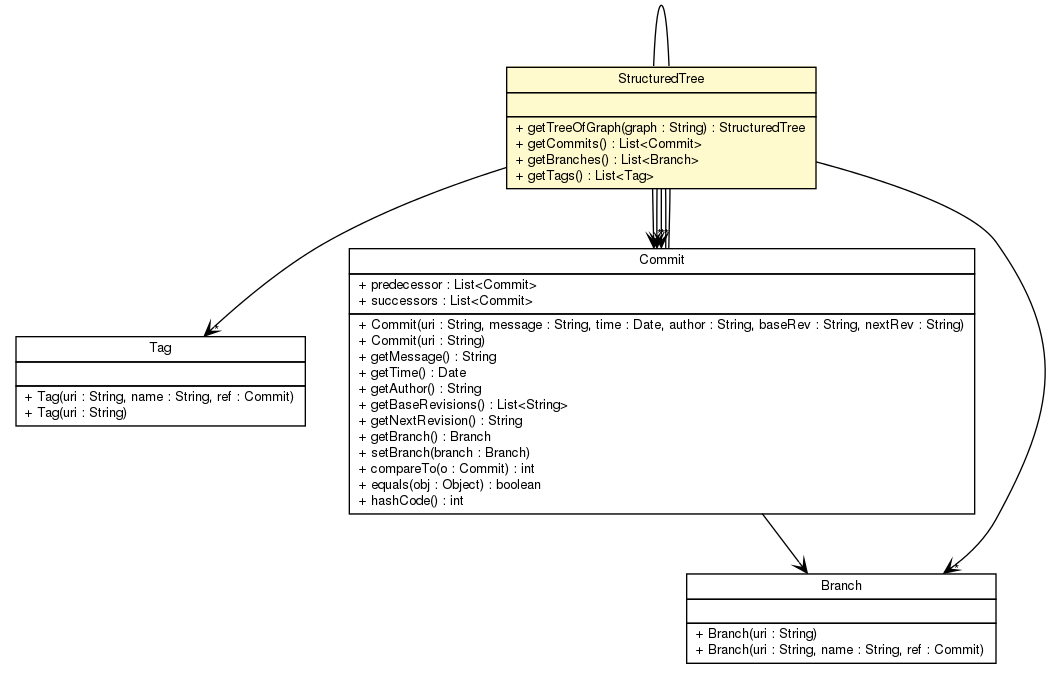 StructuredTree
+ getTreeOfGraph(graph : String) : StructuredTree
+ getCommits() : List<Commit>
+ getBranches() : List<Branch>
+ getTags() : List<Tag>
*
Commit
+ predecessor : List<Commit>
+ successors : List<Commit>
+ Commit(uri : String, message : String, time : Date, author : String, baseRev : String, nextRev : String)
+ Commit(uri : String)
+ getMessage() : String
+ getTime() : Date
+ getAuthor() : String
+ getBaseRevisions() : List<String>
+ getNextRevision() : String
+ getBranch() : Branch
+ setBranch(branch : Branch)
+ compareTo(o : Commit) : int
+ equals(obj : Object) : boolean
+ hashCode() : int
*
Tag
+ Tag(uri : String, name : String, ref : Commit)
+ Tag(uri : String)
*
Branch
+ Branch(uri : String)
+ Branch(uri : String, name : String, ref : Commit)